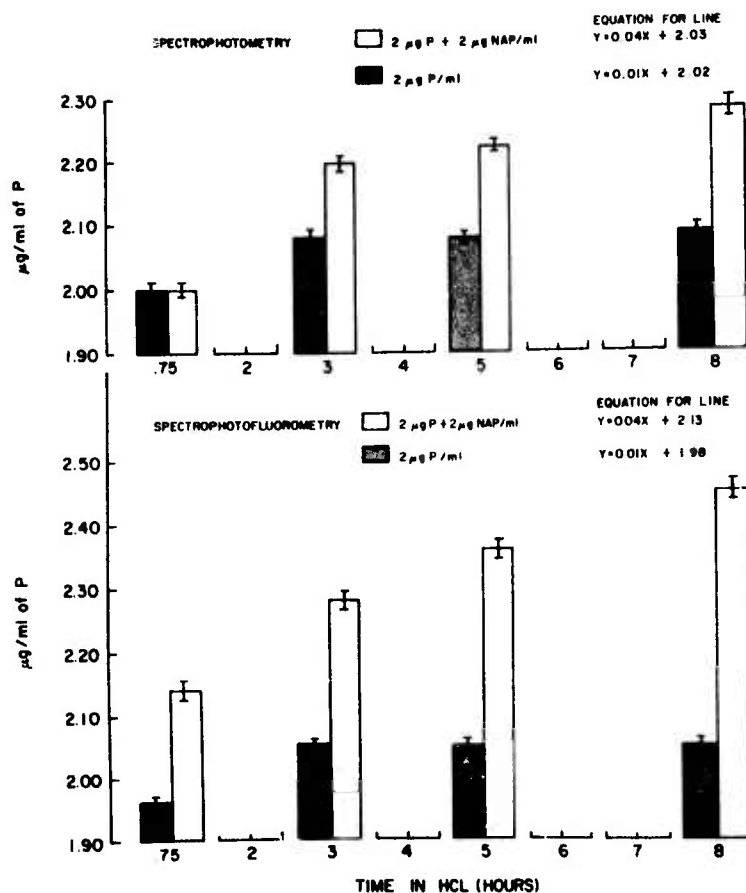 EQUATION FOR LINE
SPECTROPHOTOMETRY
2 µg P + 2 µg NAP/ml
Y=0.04X + 2.03
2 µg P/ml
Y=0.01X + 2.02
2.30
2.20
2.10
2.00
1.90
µg/ml of P
.75 2 3 4 5 6 7 8
EQUATION FOR LINE
SPECTROPHOTOFLUOROMETRY
2 µg P + 2 µg NAP/ml
Y=0.04X + 2.13
2 µg P/ml
Y=0.01X + 1.98
2.50
2.40
2.30
2.20
2.10
2.00
1.90
µg/ml of P
.75 2 3 4 5 6 7 8
TIME IN HCL (HOURS)